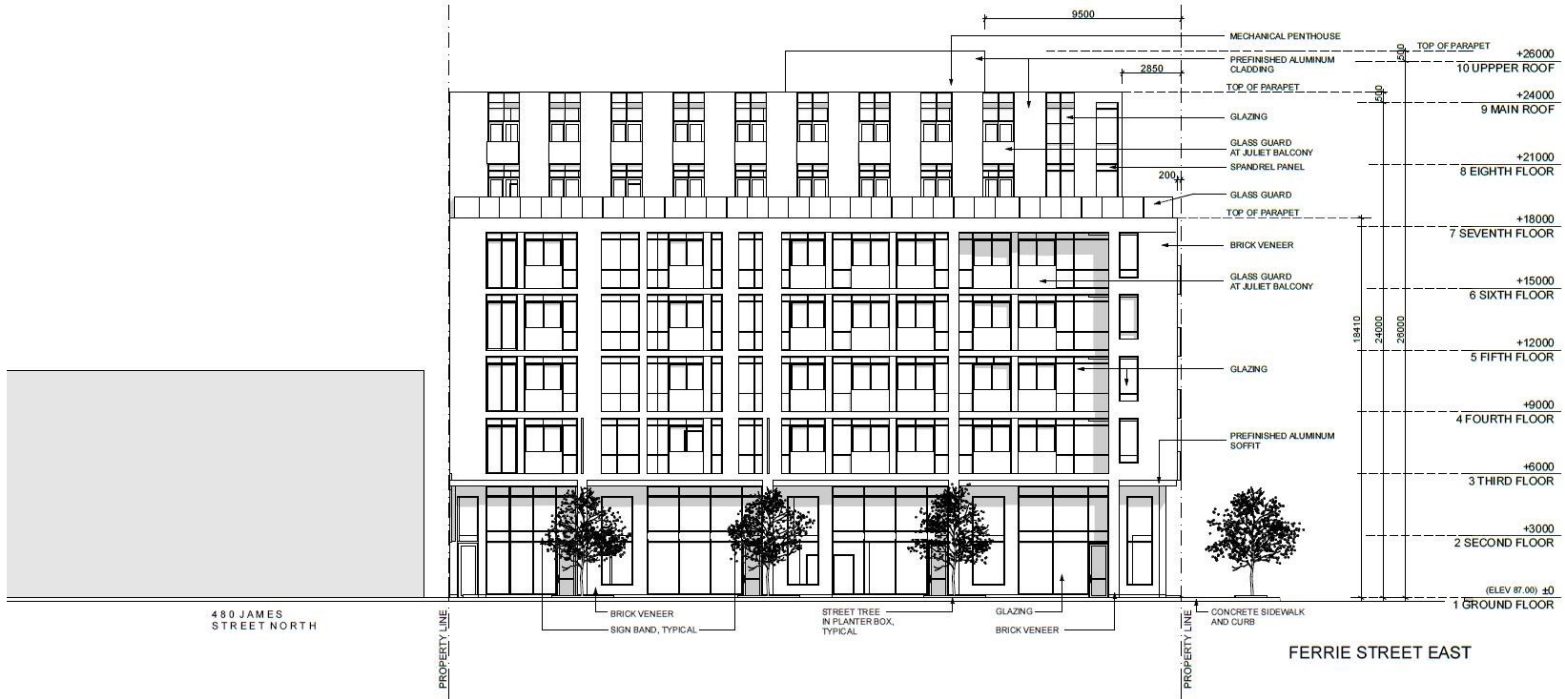 9500
MECHANICAL PENTHOUSE
TOP OF PARAPET
500
+26000
10 UPPPER ROOF
PREFINISHED ALUMINUM
CLADDING
2850
TOP OF PARAPET
500
+24000
9 MAIN ROOF
GLAZING
GLASS GUARD
AT JULIET BALCONY
SPANDREL PANEL
+21000
8 EIGHTH FLOOR
200
GLASS GUARD
TOP OF PARAPET
+18000
7 SEVENTH FLOOR
BRICK VENEER
GLASS GUARD
AT JULIET BALCONY
+15000
6 SIXTH FLOOR
18410
24000
26000
+12000
5 FIFTH FLOOR
GLAZING
+9000
4 FOURTH FLOOR
PREFINISHED ALUMINUM
SOFFIT
+6000
3 THIRD FLOOR
+3000
2 SECOND FLOOR
(ELEV 87.00) ±0
1 GROUND FLOOR
480 JAMES
STREET NORTH
PROPERTY LINE
BRICK VENEER
SIGN BAND, TYPICAL
STREET TREE
IN PLANTER BOX,
TYPICAL
GLAZING
BRICK VENEER
PROPERTY LINE
CONCRETE SIDEWALK
AND CURB
FERRIE STREET EAST